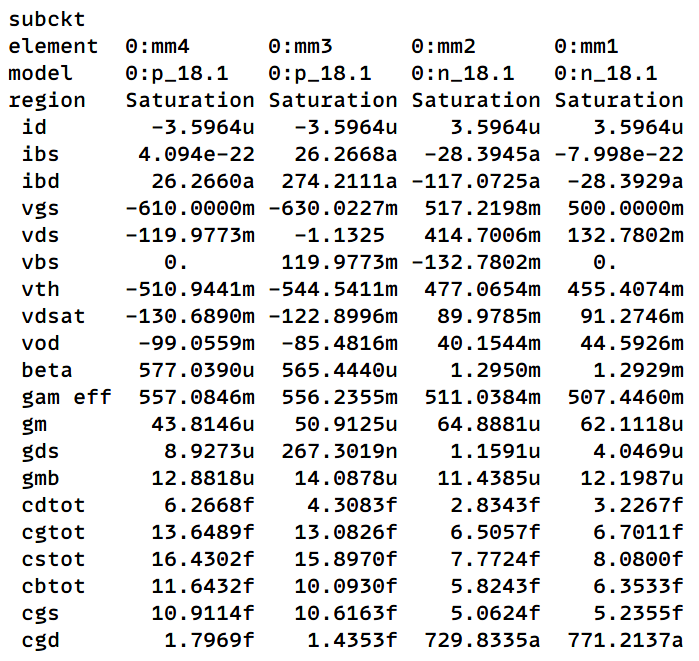 subckt
element 0:mm4 0:mm3 0:mm2 0:mm1
model 0:p_18.1 0:p_18.1 0:n_18.1 0:n_18.1
region Saturation Saturation Saturation Saturation
id -3.5964u -3.5964u 3.5964u 3.5964u
ibs 4.094e-22 26.2668a -28.3945a -7.998e-22
ibd 26.2660a 274.2111a -117.0725a -28.3929a
vgs -610.0000m -630.0227m 517.2198m 500.0000m
vds -119.9773m -1.1325 414.7006m 132.7802m
vbs 0. 119.9773m -132.7802m 0.
vth -510.9441m -544.5411m 477.0654m 455.4074m
vdsat -130.6890m -122.8996m 89.9785m 91.2746m
vod -99.0559m -85.4816m 40.1544m 44.5926m
beta 577.0390u 565.4440u 1.2950m 1.2929m
gam eff 557.0846m 556.2355m 511.0384m 507.4460m
gm 43.8146u 50.9125u 64.8881u 62.1118u
gds 8.9273u 267.3019n 1.1591u 4.0469u
gmb 12.8818u 14.0878u 11.4385u 12.1987u
cdtot 6.2668f 4.3083f 2.8343f 3.2267f
cgtot 13.6489f 13.0826f 6.5057f 6.7011f
cstot 16.4302f 15.8970f 7.7724f 8.0800f
cbtot 11.6432f 10.0930f 5.8243f 6.3533f
cgs 10.9114f 10.6163f 5.0624f 5.2355f
cgd 1.7969f 1.4353f 729.8335a 771.2137a